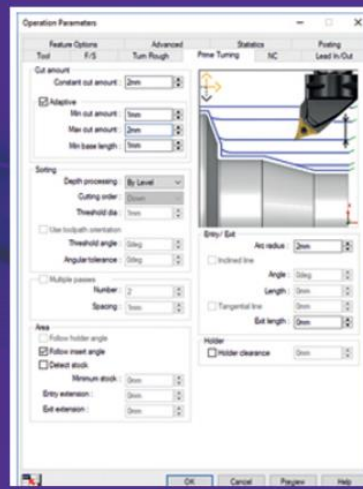 Operation Parameters
Feature Options Advanced Statistics Posting
Tool F/S Turn Rough Prime Turning NC Lead In/Out
Cut amount
Constant cut amount : 2mm
Adaptive
Min cut amount : 1mm
Max cut amount : 2mm
Min base length : 1mm
Sorting
Depth processing : By Level
Cutting order : Down
Threshold dia : 1mm
Use toolpath orientation
Threshold angle : 0deg
Angular tolerance : 0deg
Multiple passes
Number : 2
Spacing : 1mm
Area
Follow holder angle
Follow insert angle
Detect stock
Minimum stock : 0mm
Entry extension : 0mm
Exit extension : 0mm
Entry/ Exit
Arc radius : 2mm
Inclined line
Angle : 0deg
Length : 0mm
Tangential line 0mm
Exit length : 0mm
Holder
Holder clearance 0mm
OK Cancel Preview Help